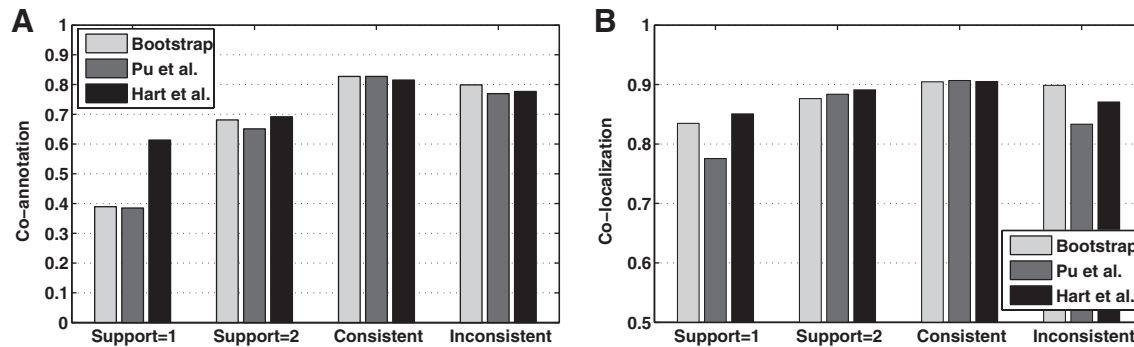 A
Co−annotation
1
0.9
0.8
0.7
0.6
0.5
0.4
0.3
0.2
0.1
0
Bootstrap
Pu et al.
Hart et al.
Support=1 Support=2 Consistent Inconsistent
B
Co−localization
1
0.9
0.8
0.7
0.6
0.5
Bootstrap
Pu et al.
Hart et al.
Support=1 Support=2 Consistent Inconsistent